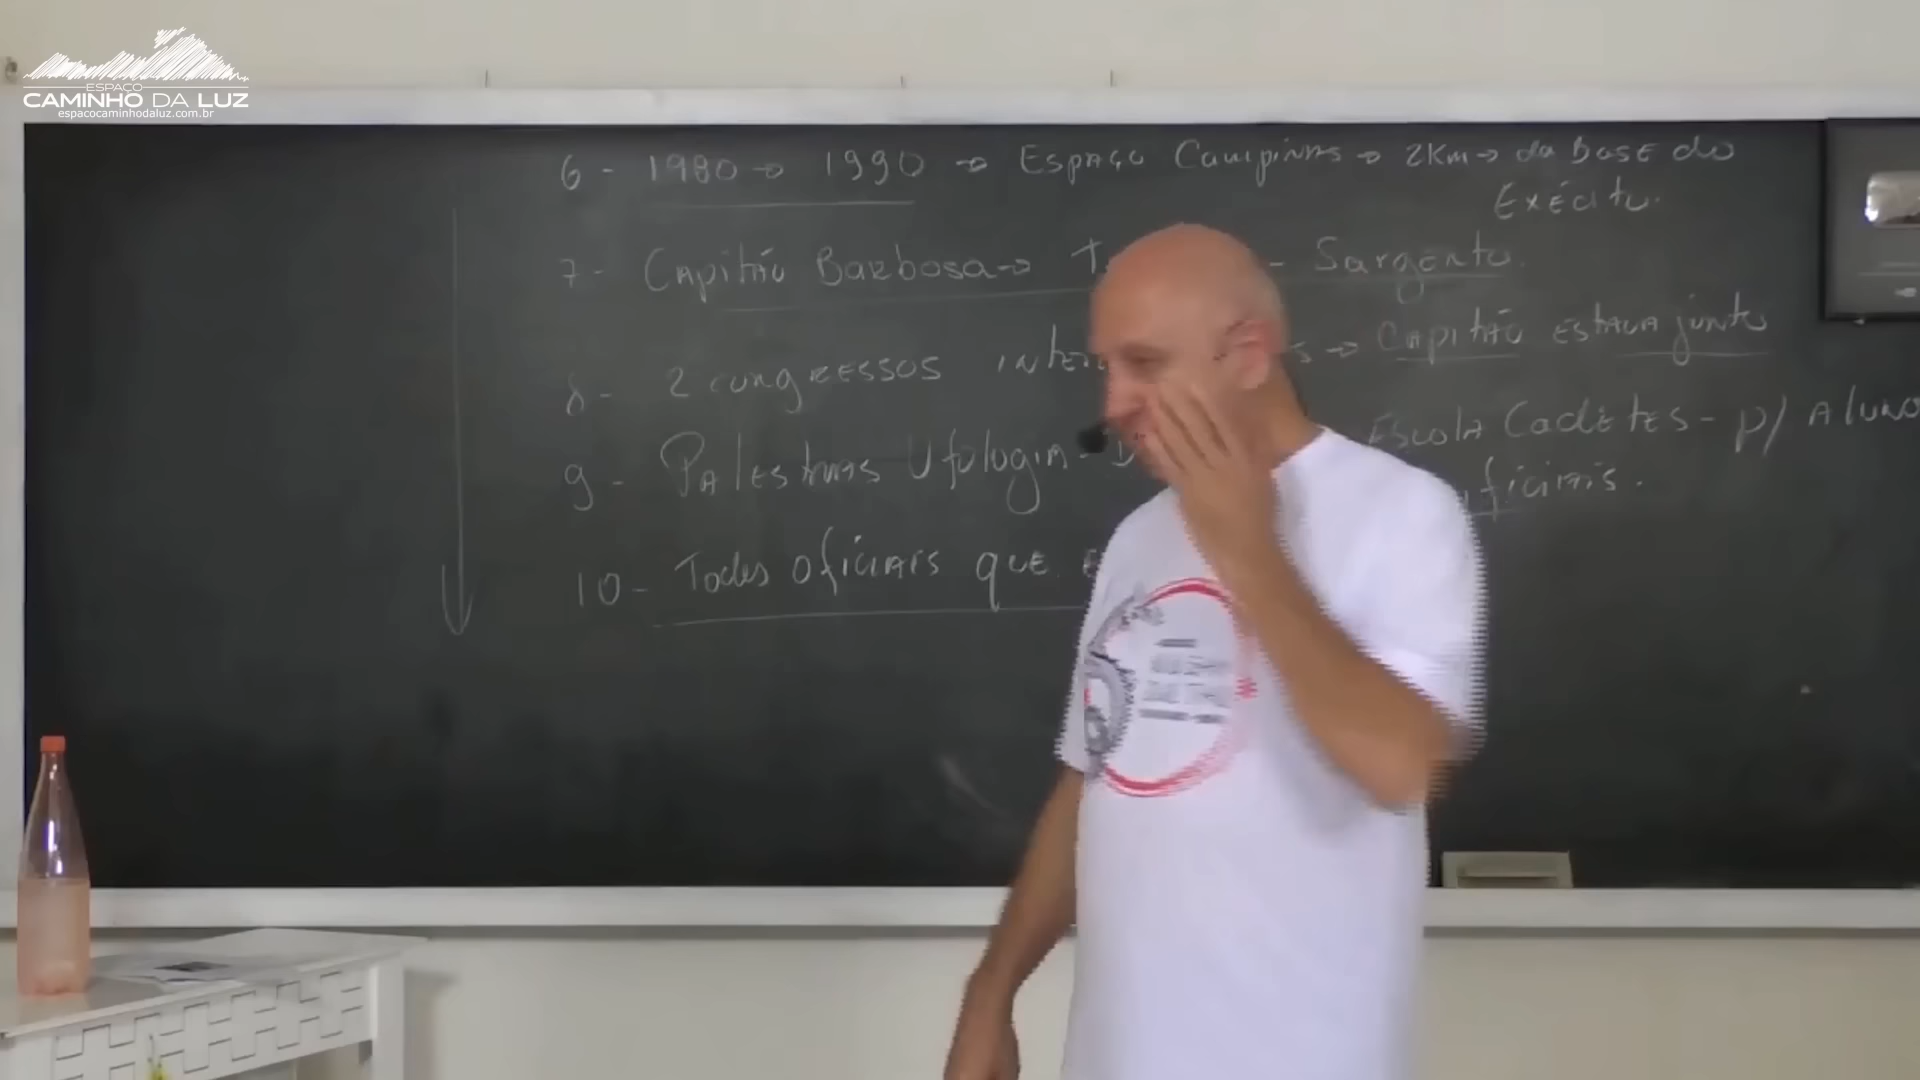 ESPAÇO
CAMINHO DA LUZ
espacocaminhodaluz.com.br
6 - 1980 → 1990 → Espaço Campinas → 2Km → da Base do
Exército.
7 - Capitão Barbosa → - Sargento.
8 - 2 congressos → Capitão estava junto
9 - Palestras Ufologia - Escola Cadetes - p/ Aluno
oficiais.
10 - Todos oficiais que